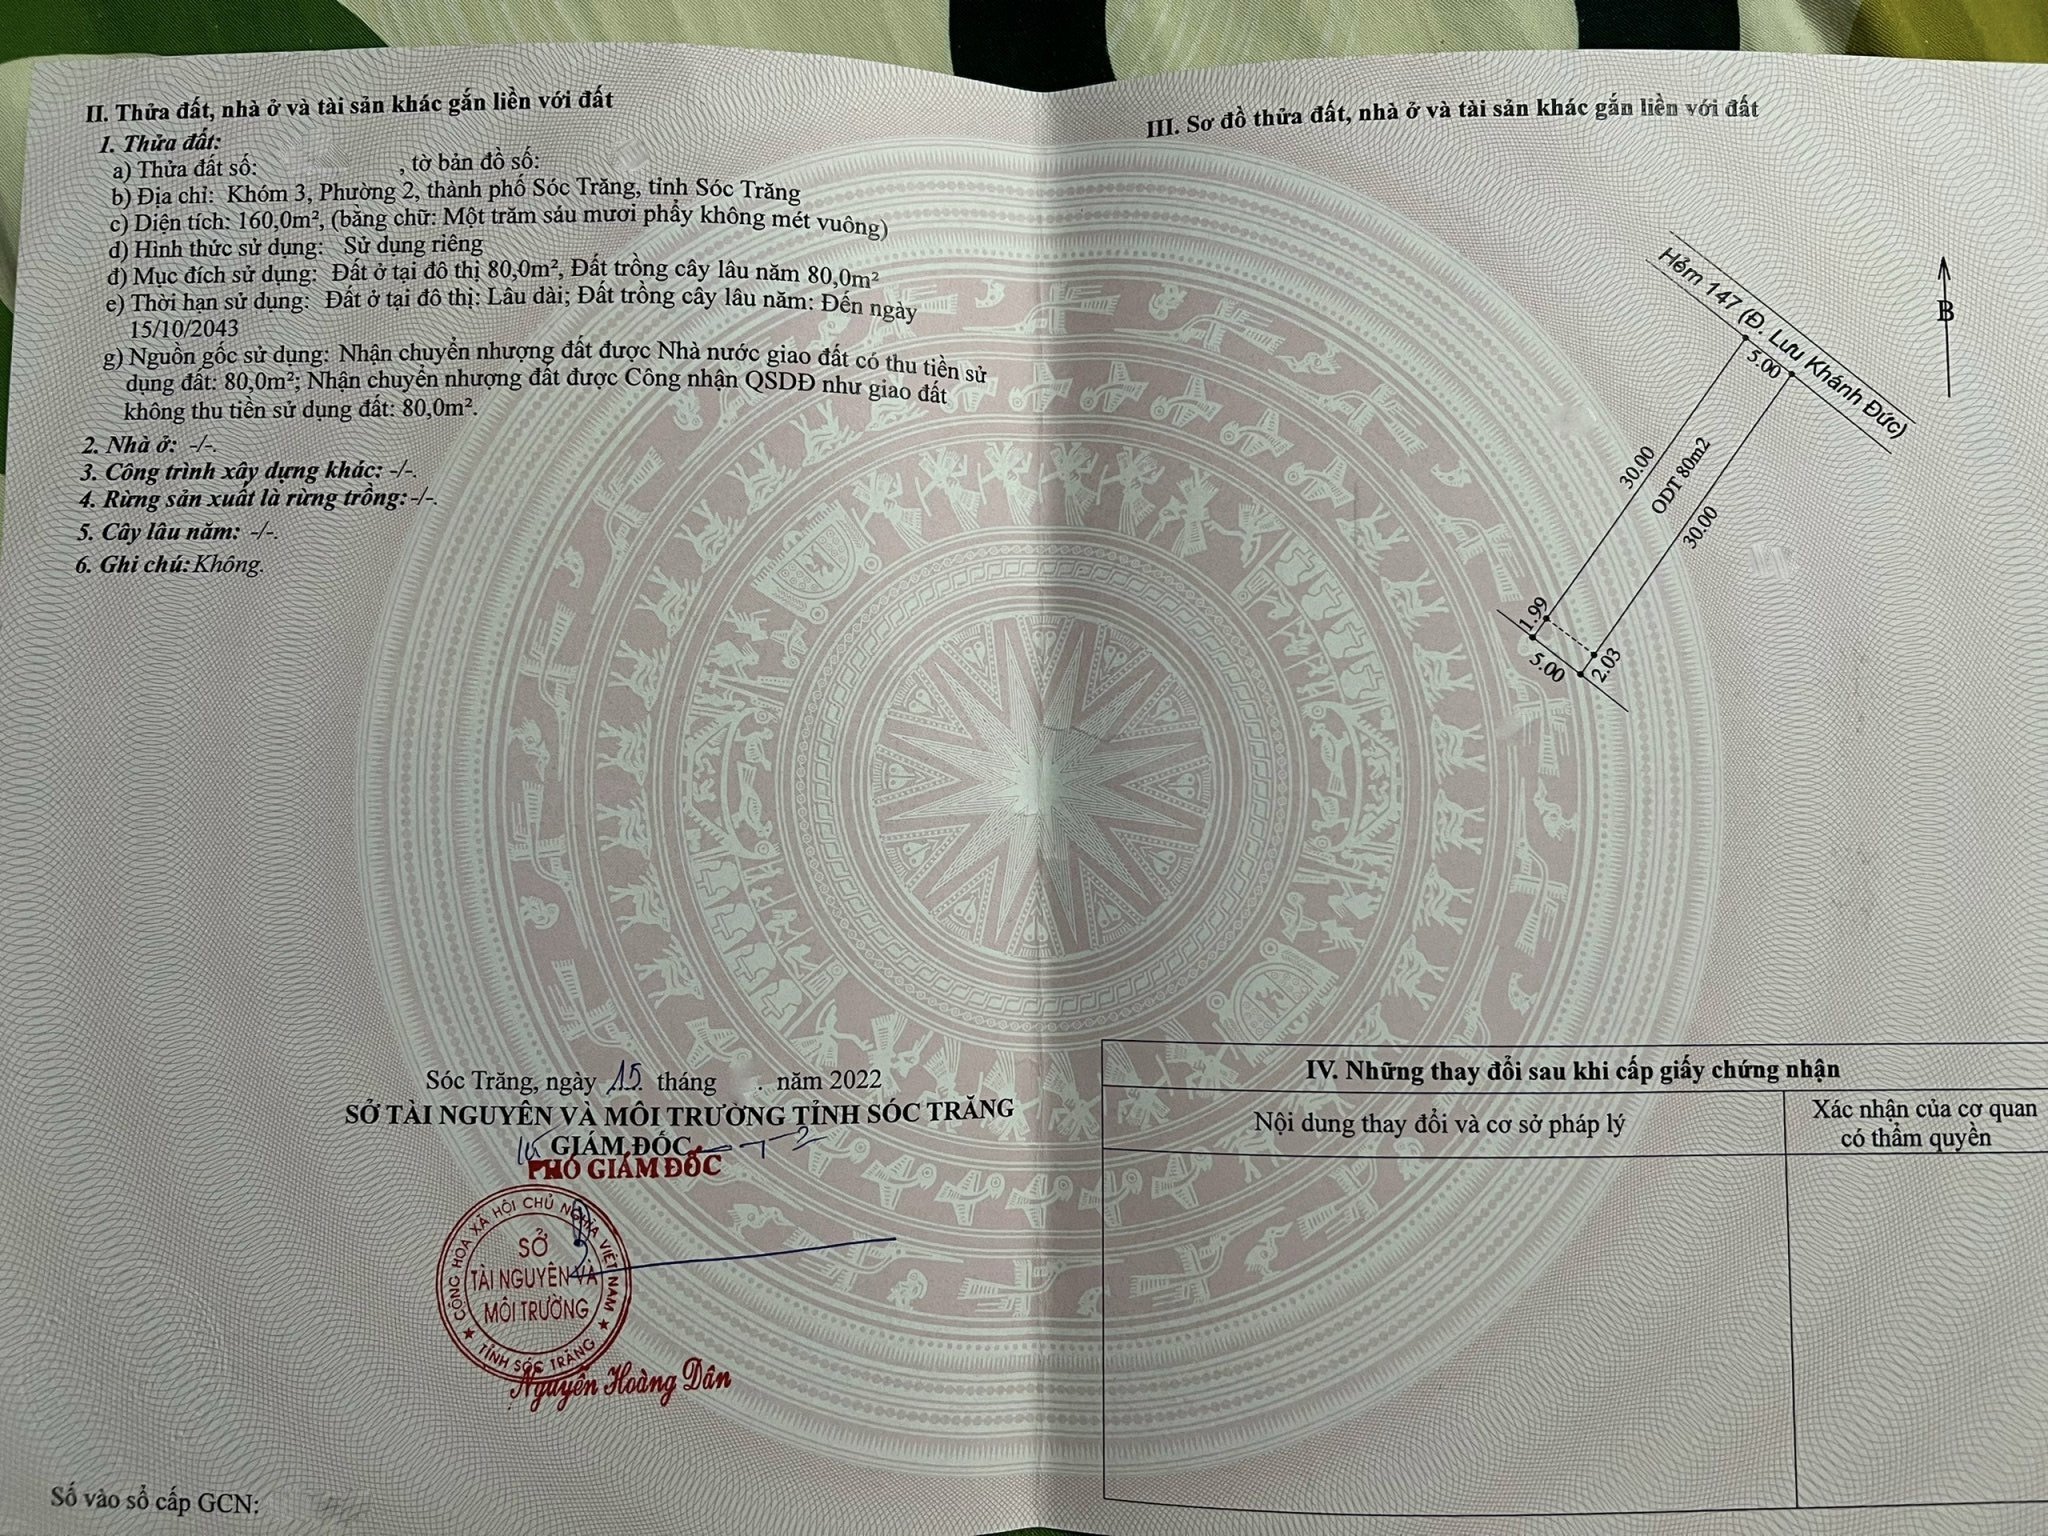 II. Thửa đất, nhà ở và tài sản khác gắn liền với đất
1. Thửa đất:
a) Thửa đất số: , tờ bản đồ số:
b) Địa chỉ: Khóm 3, Phường 2, thành phố Sóc Trăng, tỉnh Sóc Trăng
c) Diện tích: 160,0m², (bằng chữ: Một trăm sáu mươi phẩy không mét vuông)
d) Hình thức sử dụng: Sử dụng riêng
đ) Mục đích sử dụng: Đất ở tại đô thị 80,0m², Đất trồng cây lâu năm 80,0m²
e) Thời hạn sử dụng: Đất ở tại đô thị: Lâu dài; Đất trồng cây lâu năm: Đến ngày
15/10/2043
g) Nguồn gốc sử dụng: Nhận chuyển nhượng đất được Nhà nước giao đất có thu tiền sử
dụng đất: 80,0m²; Nhận chuyển nhượng đất được Công nhận QSDĐ như giao đất
không thu tiền sử dụng đất: 80,0m².
2. Nhà ở: -/-.
3. Công trình xây dựng khác: -/-.
4. Rừng sản xuất là rừng trồng: -/-.
5. Cây lâu năm: -/-.
6. Ghi chú: Không.
Sóc Trăng, ngày 15 tháng . năm 2022
SỞ TÀI NGUYÊN VÀ MÔI TRƯỜNG TỈNH SÓC TRĂNG
GIÁM ĐỐC
PHÓ GIÁM ĐỐC
CỘNG HÒA XÃ HỘI CHỦ NGHĨA VIỆT NAM
SỞ
TÀI NGUYÊN VÀ
MÔI TRƯỜNG
★ TỈNH SÓC TRĂNG ★
Nguyễn Hoàng Dân
Số vào sổ cấp GCN:
III. Sơ đồ thửa đất, nhà ở và tài sản khác gắn liền với đất
Hẻm 147 (Đ. Lưu Khánh Đức)
B
5.00
30.00
ODT 80m2
30.00
1.99
5.00
2.03
IV. Những thay đổi sau khi cấp giấy chứng nhận
Nội dung thay đổi và cơ sở pháp lý
Xác nhận của cơ quan
có thẩm quyền